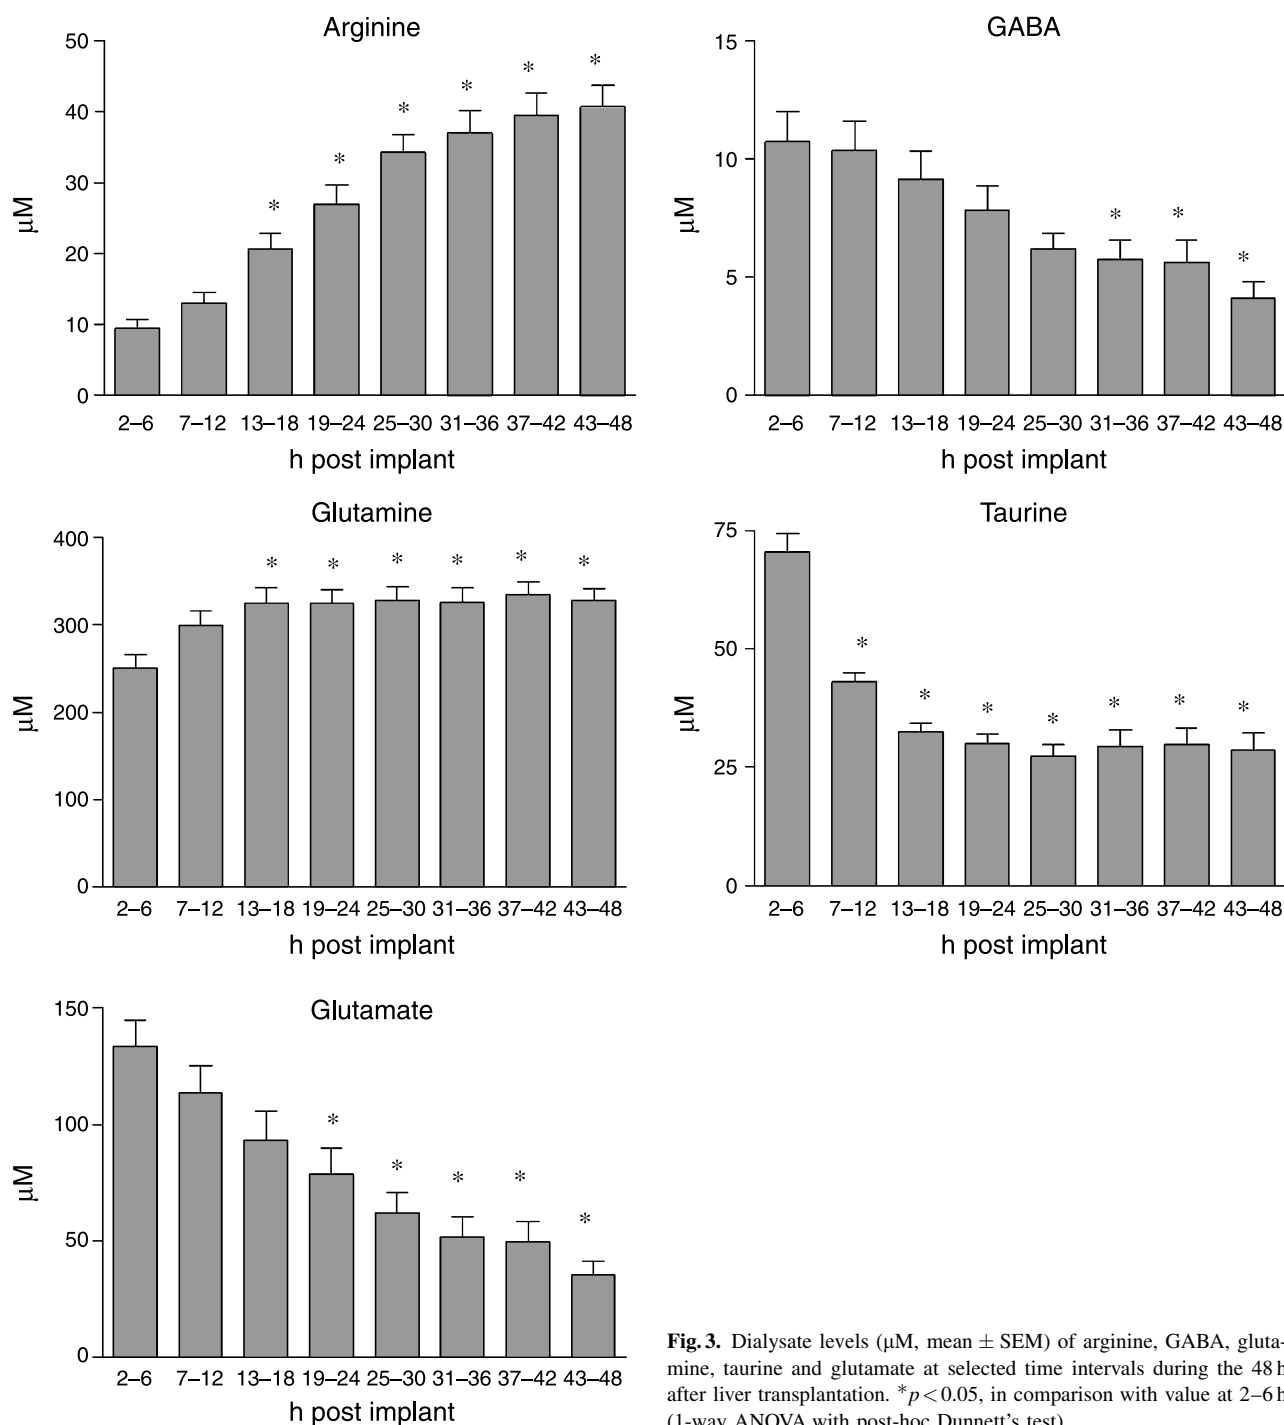 Arginine
50
40
30
20
10
0
μM
* * * * * *
2–6 7–12 13–18 19–24 25–30 31–36 37–42 43–48
h post implant
GABA
15
10
5
0
μM
* * *
2–6 7–12 13–18 19–24 25–30 31–36 37–42 43–48
h post implant
Glutamine
400
300
200
100
0
μM
* * * * * *
2–6 7–12 13–18 19–24 25–30 31–36 37–42 43–48
h post implant
Taurine
75
50
25
0
μM
* * * * * * *
2–6 7–12 13–18 19–24 25–30 31–36 37–42 43–48
h post implant
Glutamate
150
100
50
0
μM
* * * * *
2–6 7–12 13–18 19–24 25–30 31–36 37–42 43–48
h post implant
Fig. 3. Dialysate levels (μM, mean ± SEM) of arginine, GABA, gluta-
mine, taurine and glutamate at selected time intervals during the 48 h
after liver transplantation. *p < 0.05, in comparison with value at 2–6 h
(1-way ANOVA with post-hoc Dunnett's test)